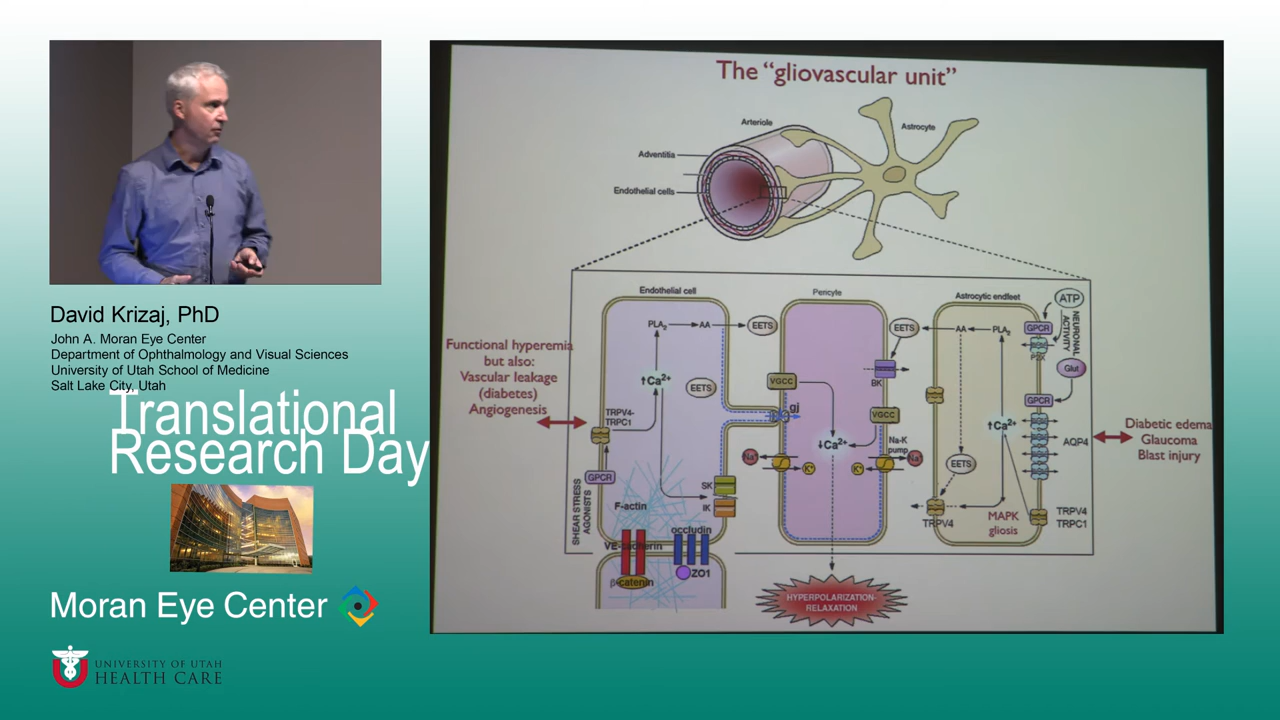 David Krizaj, PhD
John A. Moran Eye Center
Department of Ophthalmology and Visual Sciences
University of Utah School of Medicine
Salt Lake City, Utah
Translational
Research Day
Moran Eye Center
UNIVERSITY OF UTAH
HEALTH CARE
The “gliovascular unit”
Arteriole
Astrocyte
Adventitia
Endothelial cells
Endothelial cell
Pericyte
Astrocytic endfeet
Functional hyperemia
but also:
Vascular leakage
(diabetes)
Angiogenesis
PLA2
AA
EETS
↑Ca2+
EETS
TRPV4-
TRPC1
GPCR
SHEAR STRESS
AGONISTS
F-actin
SK
IK
VE-cadherin
occludin
β-catenin
ZO1
VGCC
gj
↓Ca2+
Na+
K+
BK
VGCC
Na-K
pump
K+
Na+
HYPERPOLARIZATION-
RELAXATION
EETS
AA
PLA2
GPCR
ATP
P2X
NEURONAL
ACTIVITY
Glut
GPCR
↑Ca2+
AQP4
EETS
TRPV4
MAPK
gliosis
TRPV4
TRPC1
Diabetic edema
Glaucoma
Blast injury